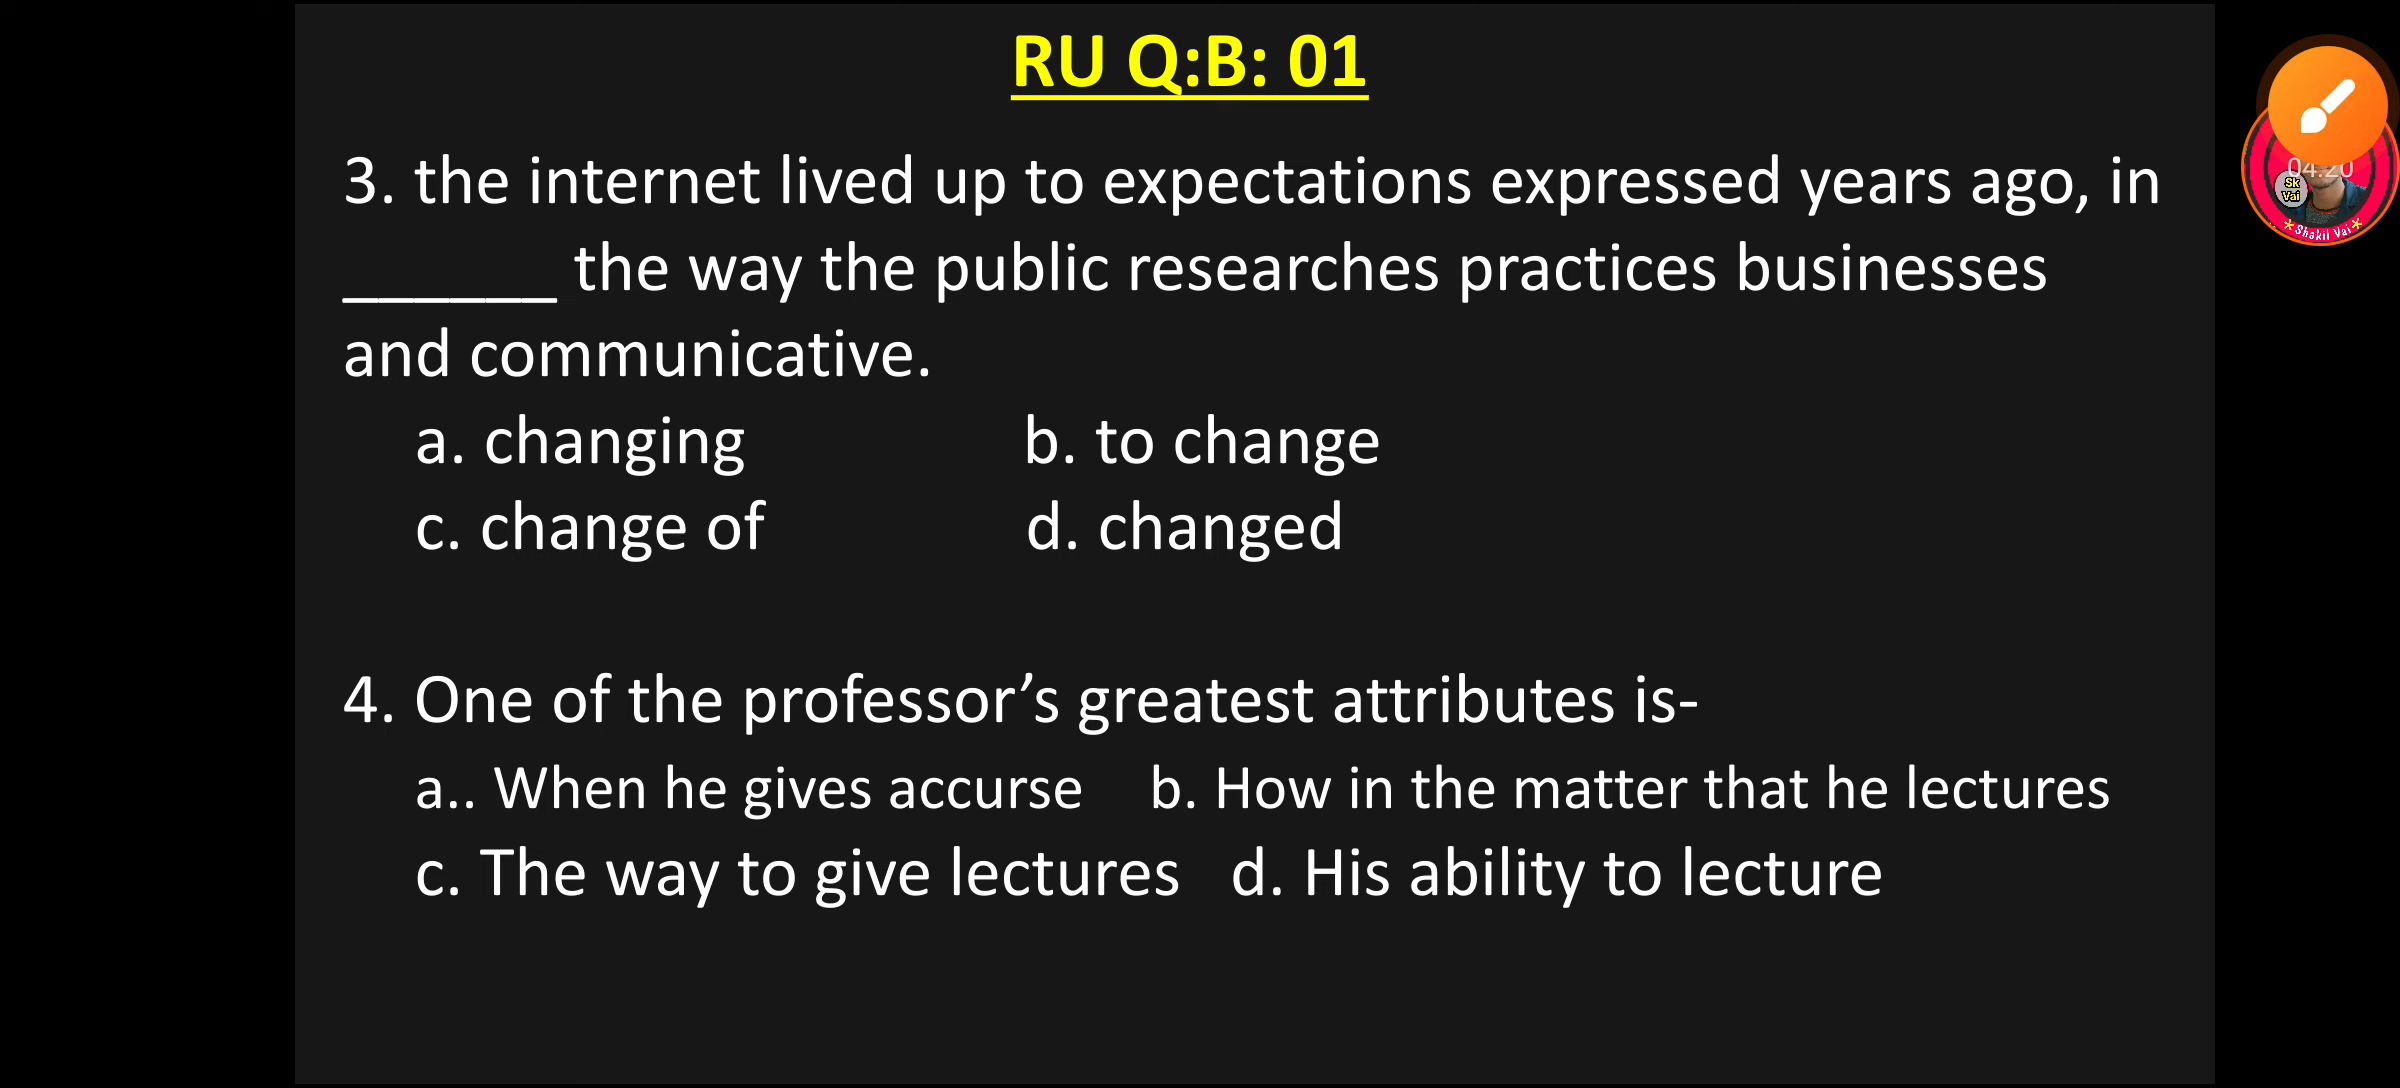 RU Q:B: 01
3. the internet lived up to expectations expressed years ago, in
______ the way the public researches practices businesses
and communicative.
a. changing b. to change
c. change of d. changed
4. One of the professor’s greatest attributes is-
a.. When he gives accurse b. How in the matter that he lectures
c. The way to give lectures d. His ability to lecture
04:20
Sk
Vai
Shakil Vai